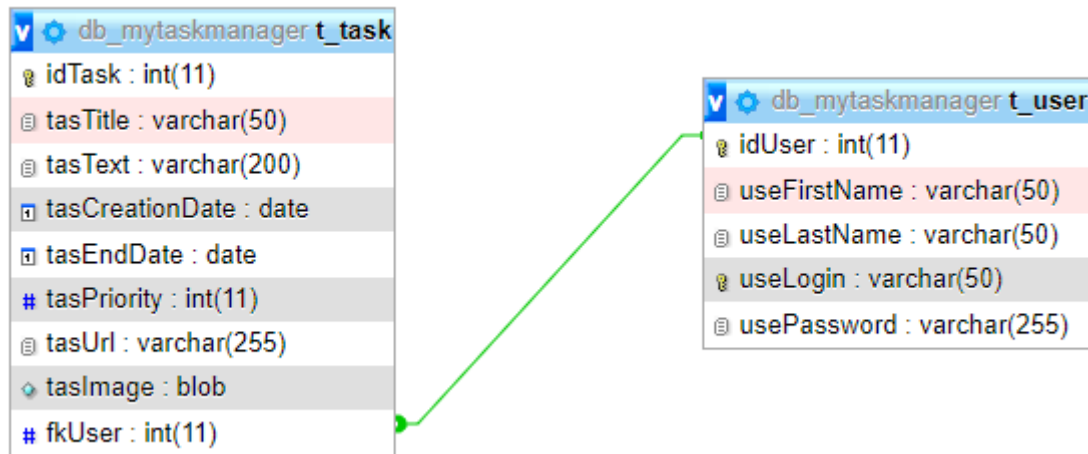 db_mytaskmanager t_task
idTask : int(11)
tasTitle : varchar(50)
tasText : varchar(200)
tasCreationDate : date
tasEndDate : date
tasPriority : int(11)
tasUrl : varchar(255)
tasImage : blob
fkUser : int(11)
db_mytaskmanager t_user
idUser : int(11)
useFirstName : varchar(50)
useLastName : varchar(50)
useLogin : varchar(50)
usePassword : varchar(255)